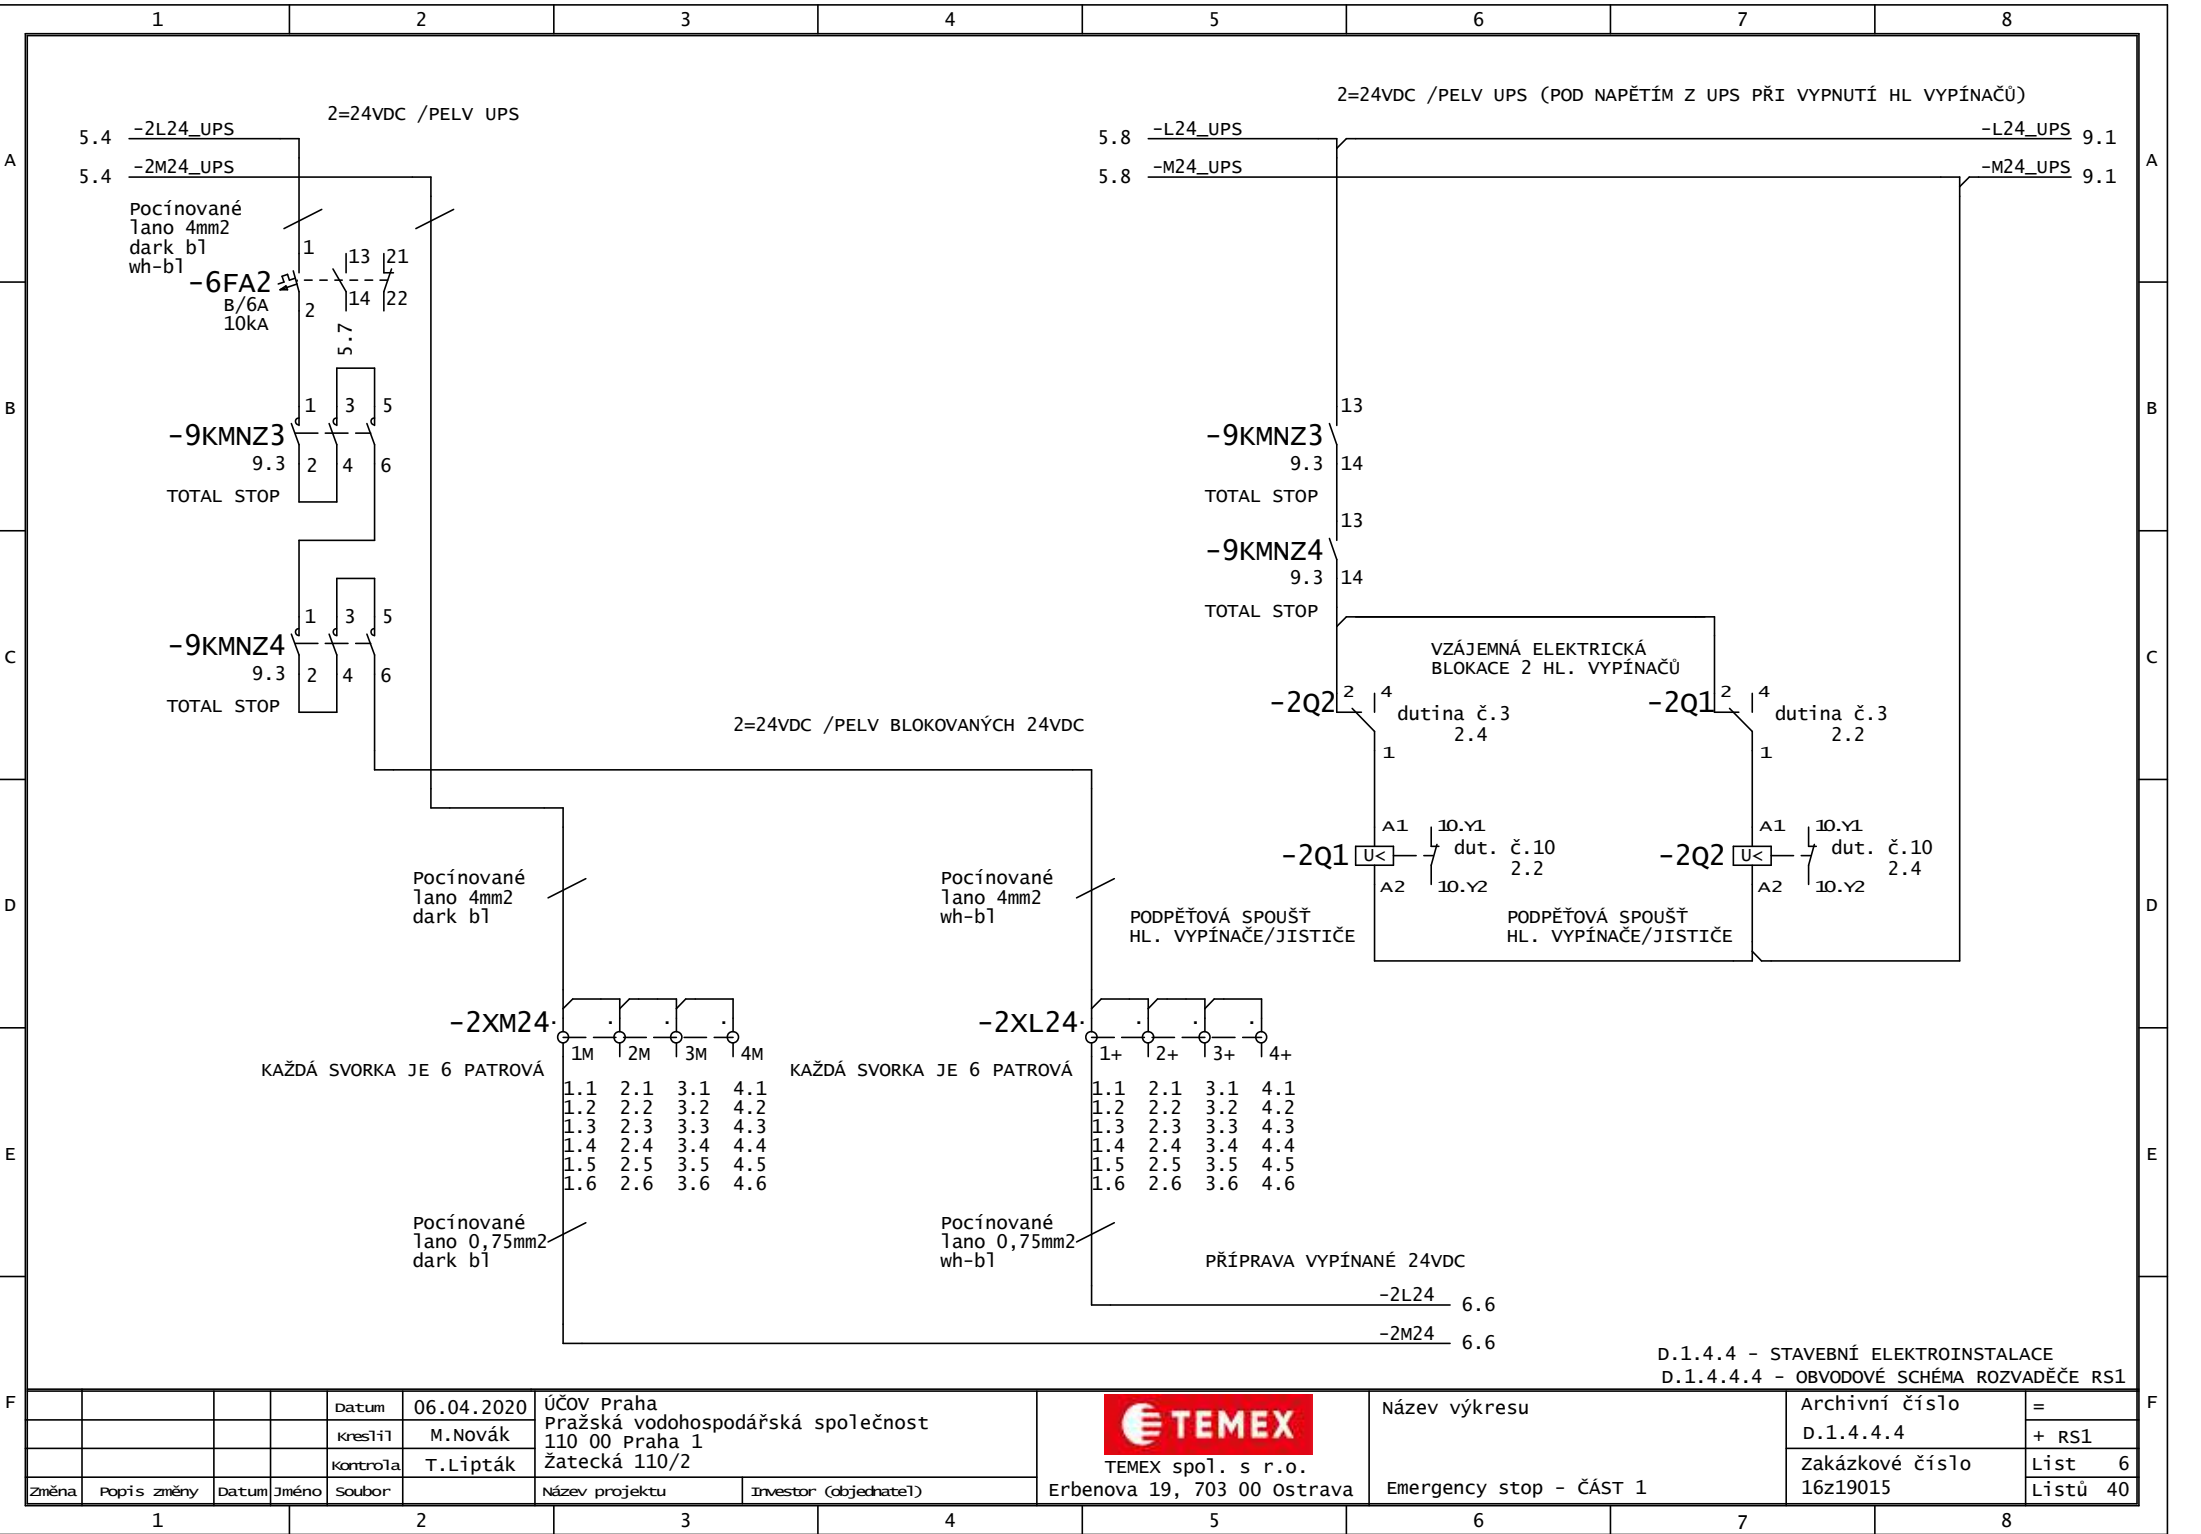 1 2 3 4 5 6 7 8
2=24VDC /PELV UPS (POD NAPĚTÍM Z UPS PŘI VYPNUTÍ HL VYPÍNAČŮ)
2=24VDC /PELV UPS
5.4 -2L24_UPS
5.8 -L24_UPS
-L24_UPS 9.1
A
A
5.4 -2M24_UPS
5.8 -M24_UPS
-M24_UPS 9.1
Pocínované
lano 4mm2
dark bl
wh-bl
1
13 21
-6FA2
B/6A
10kA
2
14 22
5.7
B
B
1 3 5
-9KMNZ3
9.3
2 4 6
TOTAL STOP
13
-9KMNZ3
9.3
14
TOTAL STOP
13
-9KMNZ4
9.3
14
TOTAL STOP
1 3 5
-9KMNZ4
9.3
2 4 6
TOTAL STOP
C
C
VZÁJEMNÁ ELEKTRICKÁ
BLOKACE 2 HL. VYPÍNAČŮ
-2Q2
2 4
dutina č.3
2.4
1
-2Q1
2 4
dutina č.3
2.2
1
2=24VDC /PELV BLOKOVANÝCH 24VDC
A1 10.Y1
-2Q1 U< dut. č.10
2.2
A2 10.Y2
A1 10.Y1
-2Q2 U< dut. č.10
2.4
A2 10.Y2
PODPĚŤOVÁ SPOUŠŤ
HL. VYPÍNAČE/JISTIČE
PODPĚŤOVÁ SPOUŠŤ
HL. VYPÍNAČE/JISTIČE
D
D
Pocínované
lano 4mm2
dark bl
Pocínované
lano 4mm2
wh-bl
-2XM24
1M 2M 3M 4M
KAŽDÁ SVORKA JE 6 PATROVÁ
1.1 2.1 3.1 4.1
1.2 2.2 3.2 4.2
1.3 2.3 3.3 4.3
1.4 2.4 3.4 4.4
1.5 2.5 3.5 4.5
1.6 2.6 3.6 4.6
-2XL24
1+ 2+ 3+ 4+
KAŽDÁ SVORKA JE 6 PATROVÁ
1.1 2.1 3.1 4.1
1.2 2.2 3.2 4.2
1.3 2.3 3.3 4.3
1.4 2.4 3.4 4.4
1.5 2.5 3.5 4.5
1.6 2.6 3.6 4.6
E
E
Pocínované
lano 0,75mm2
dark bl
Pocínované
lano 0,75mm2
wh-bl
PŘÍPRAVA VYPÍNANÉ 24VDC
-2L24 6.6
-2M24 6.6
D.1.4.4 - STAVEBNÍ ELEKTROINSTALACE
D.1.4.4.4 - OBVODOVÉ SCHÉMA ROZVADĚČE RS1
F
F
Datum 06.04.2020
Kreslil M.Novák
Kontrola T.Lipták
Změna Popis změny Datum Jméno Soubor
ÚČOV Praha
Pražská vodohospodářská společnost
110 00 Praha 1
Žatecká 110/2
Název projektu Investor (objednatel)
TEMEX
TEMEX spol. s r.o.
Erbenova 19, 703 00 Ostrava
Název výkresu
Emergency stop - ČÁST 1
Archivní číslo
D.1.4.4.4
Zakázkové číslo
16z19015
=
+ RS1
List 6
Listů 40
1 2 3 4 5 6 7 8